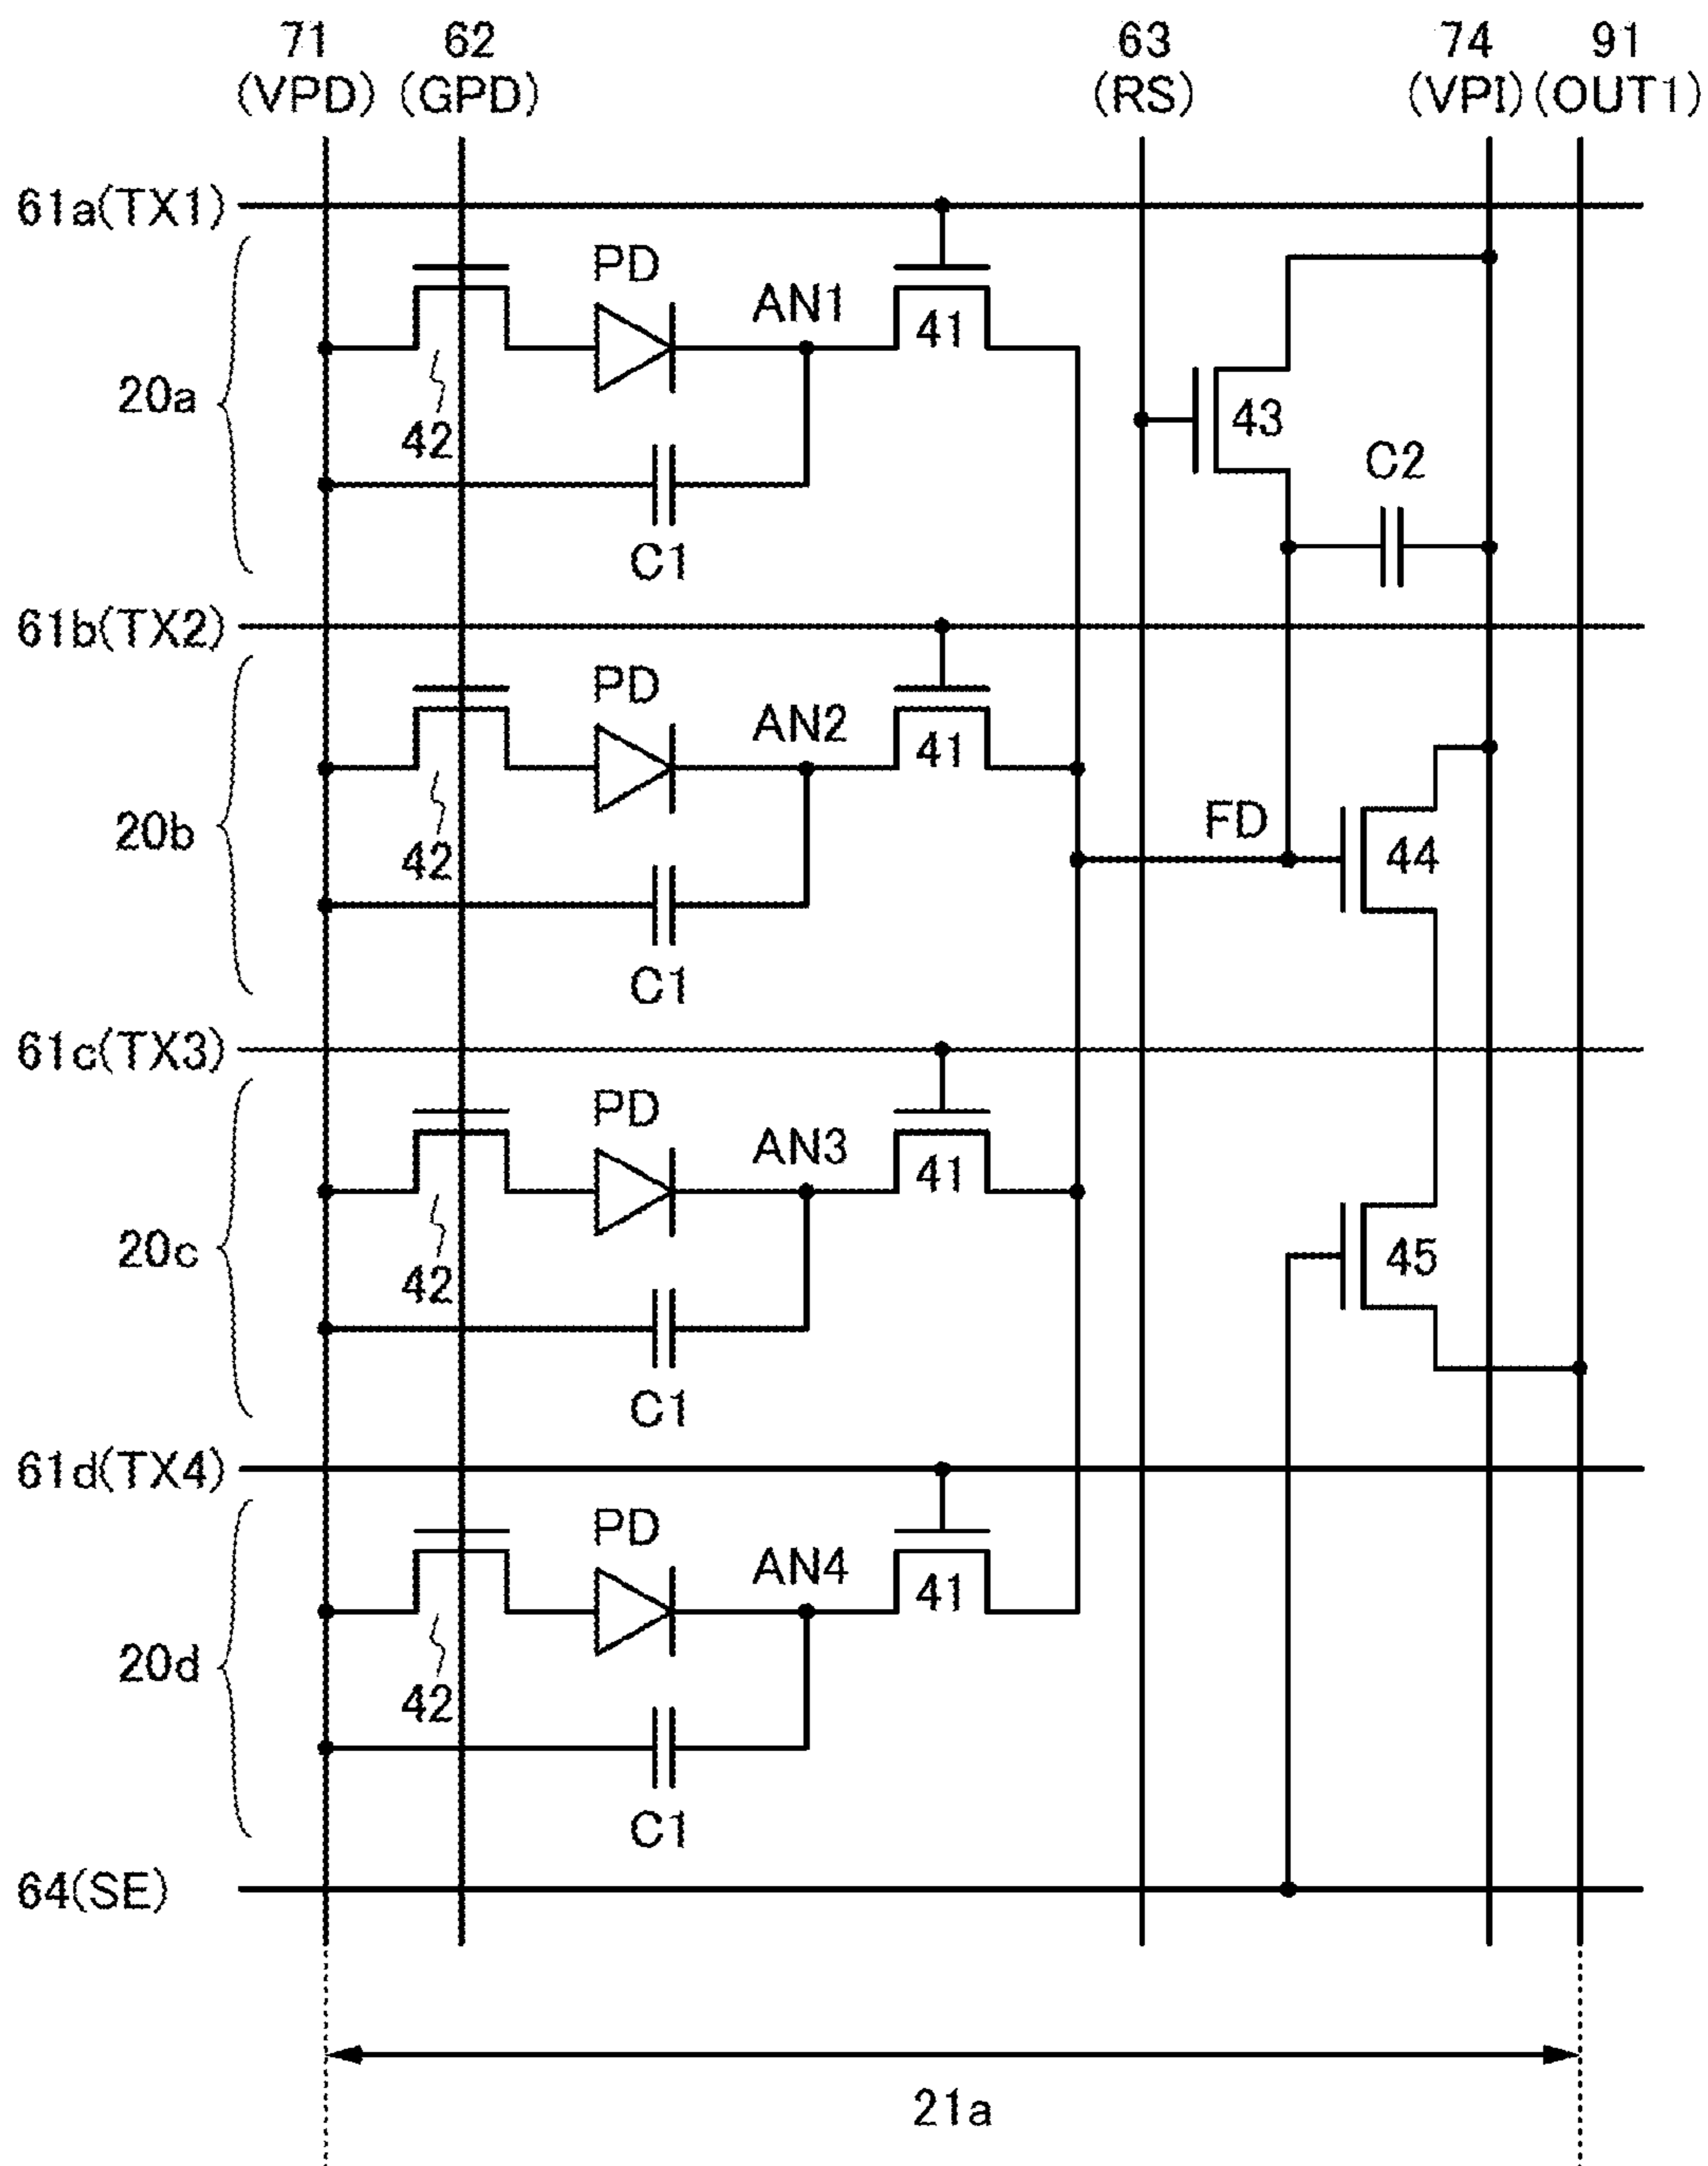 71 62 63 74 91
(VPD) (GPD) (RS) (VPI) (OUT1)
61a(TX1)
PD AN1 41
20a 42 43
C2
C1
61b(TX2)
PD AN2 41
20b 42 FD 44
C1
61c(TX3)
PD AN3 41
20c 42 45
C1
61d(TX4)
PD AN4 41
20d 42
C1
64(SE)
21a